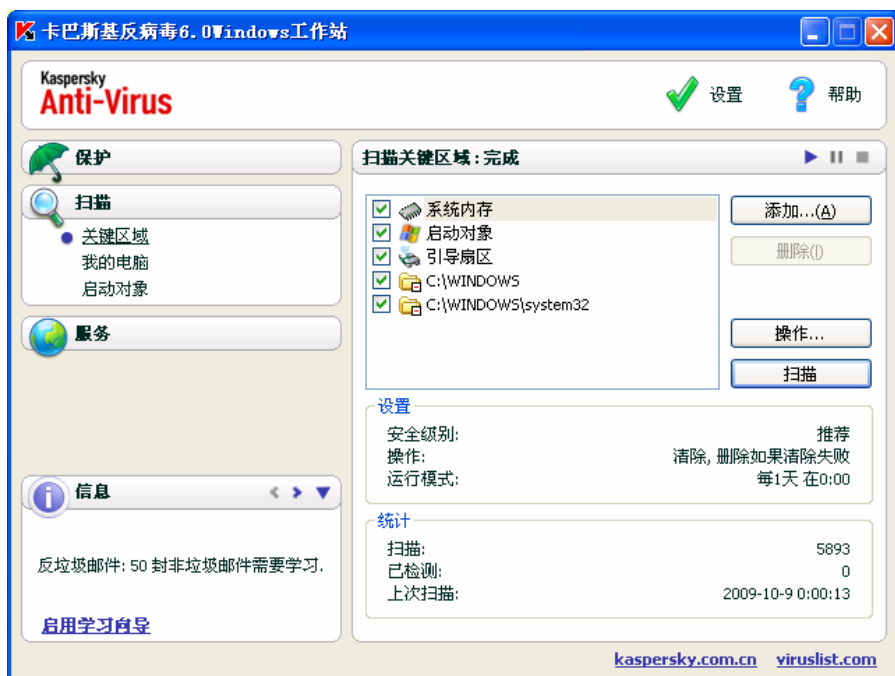 卡巴斯基反病毒6.0Windows工作站
Kaspersky
Anti-Virus
设置
帮助
保护
扫描
关键区域
我的电脑
启动对象
服务
信息
反垃圾邮件: 50 封非垃圾邮件需要学习.
启用学习向导
扫描关键区域:完成
系统内存
启动对象
引导扇区
C:\WINDOWS
C:\WINDOWS\system32
添加...(A)
删除(I)
操作...
扫描
设置
安全级别: 推荐
操作: 清除, 删除如果清除失败
运行模式: 每1天 在0:00
统计
扫描: 5893
已检测: 0
上次扫描: 2009-10-9 0:00:13
kaspersky.com.cn viruslist.com